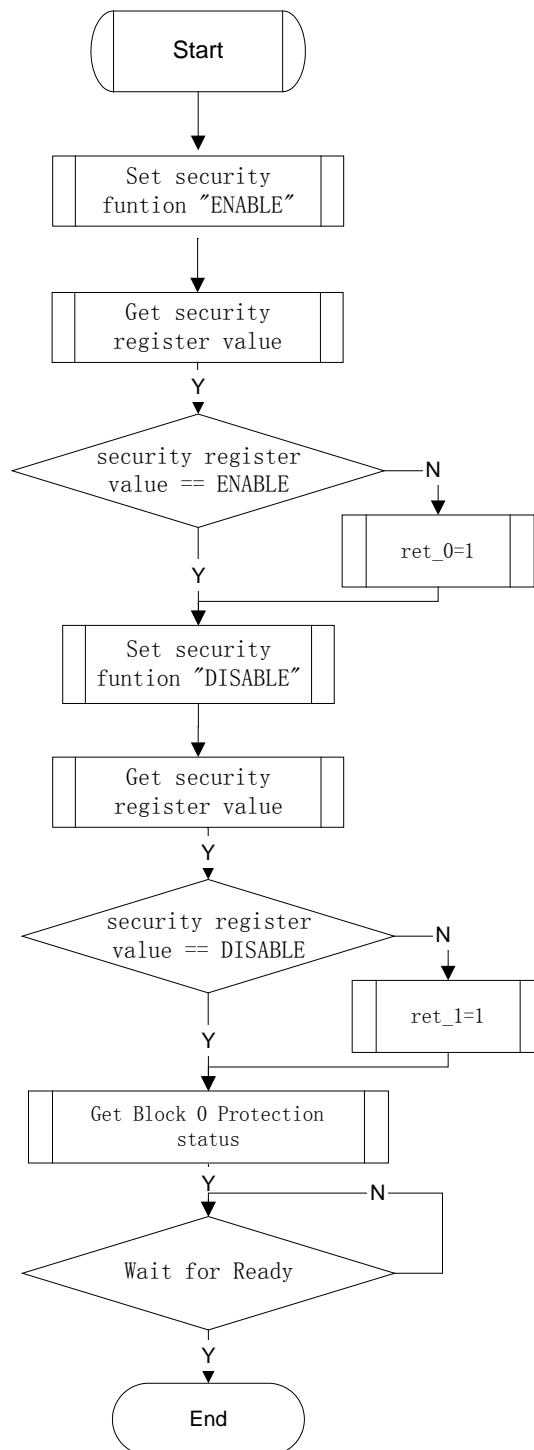 Start
Set security
funtion "ENABLE"
Get security
register value
Y
security register
value == ENABLE
N
ret_0=1
Y
Set security
funtion "DISABLE"
Get security
register value
Y
security register
value == DISABLE
N
ret_1=1
Y
Get Block 0 Protection
status
Y
N
Wait for Ready
Y
End